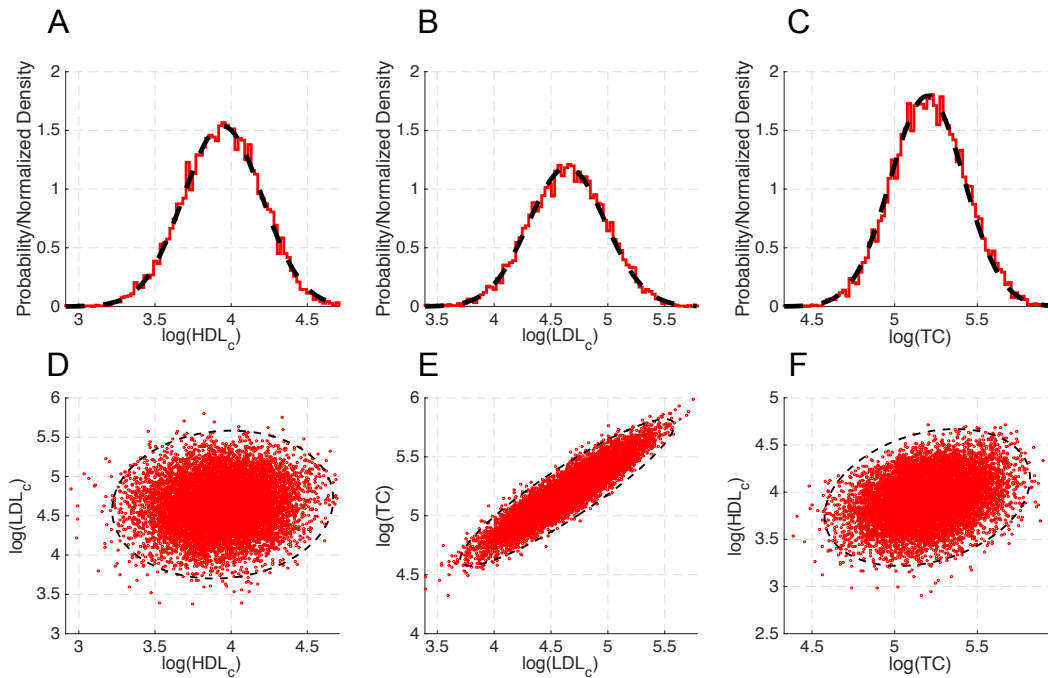 A
Probability/Normalized Density
2
1.5
1
0.5
0
3 3.5 4 4.5
log(HDL_c)
B
Probability/Normalized Density
2
1.5
1
0.5
0
3.5 4 4.5 5 5.5
log(LDL_c)
C
Probability/Normalized Density
2
1.5
1
0.5
0
4.5 5 5.5
log(TC)
D
log(LDL_c)
6
5.5
5
4.5
4
3.5
3
3 3.5 4 4.5
log(HDL_c)
E
log(TC)
6
5.5
5
4.5
4
3.5 4 4.5 5 5.5
log(LDL_c)
F
log(HDL_c)
5
4.5
4
3.5
3
2.5
4.5 5 5.5
log(TC)